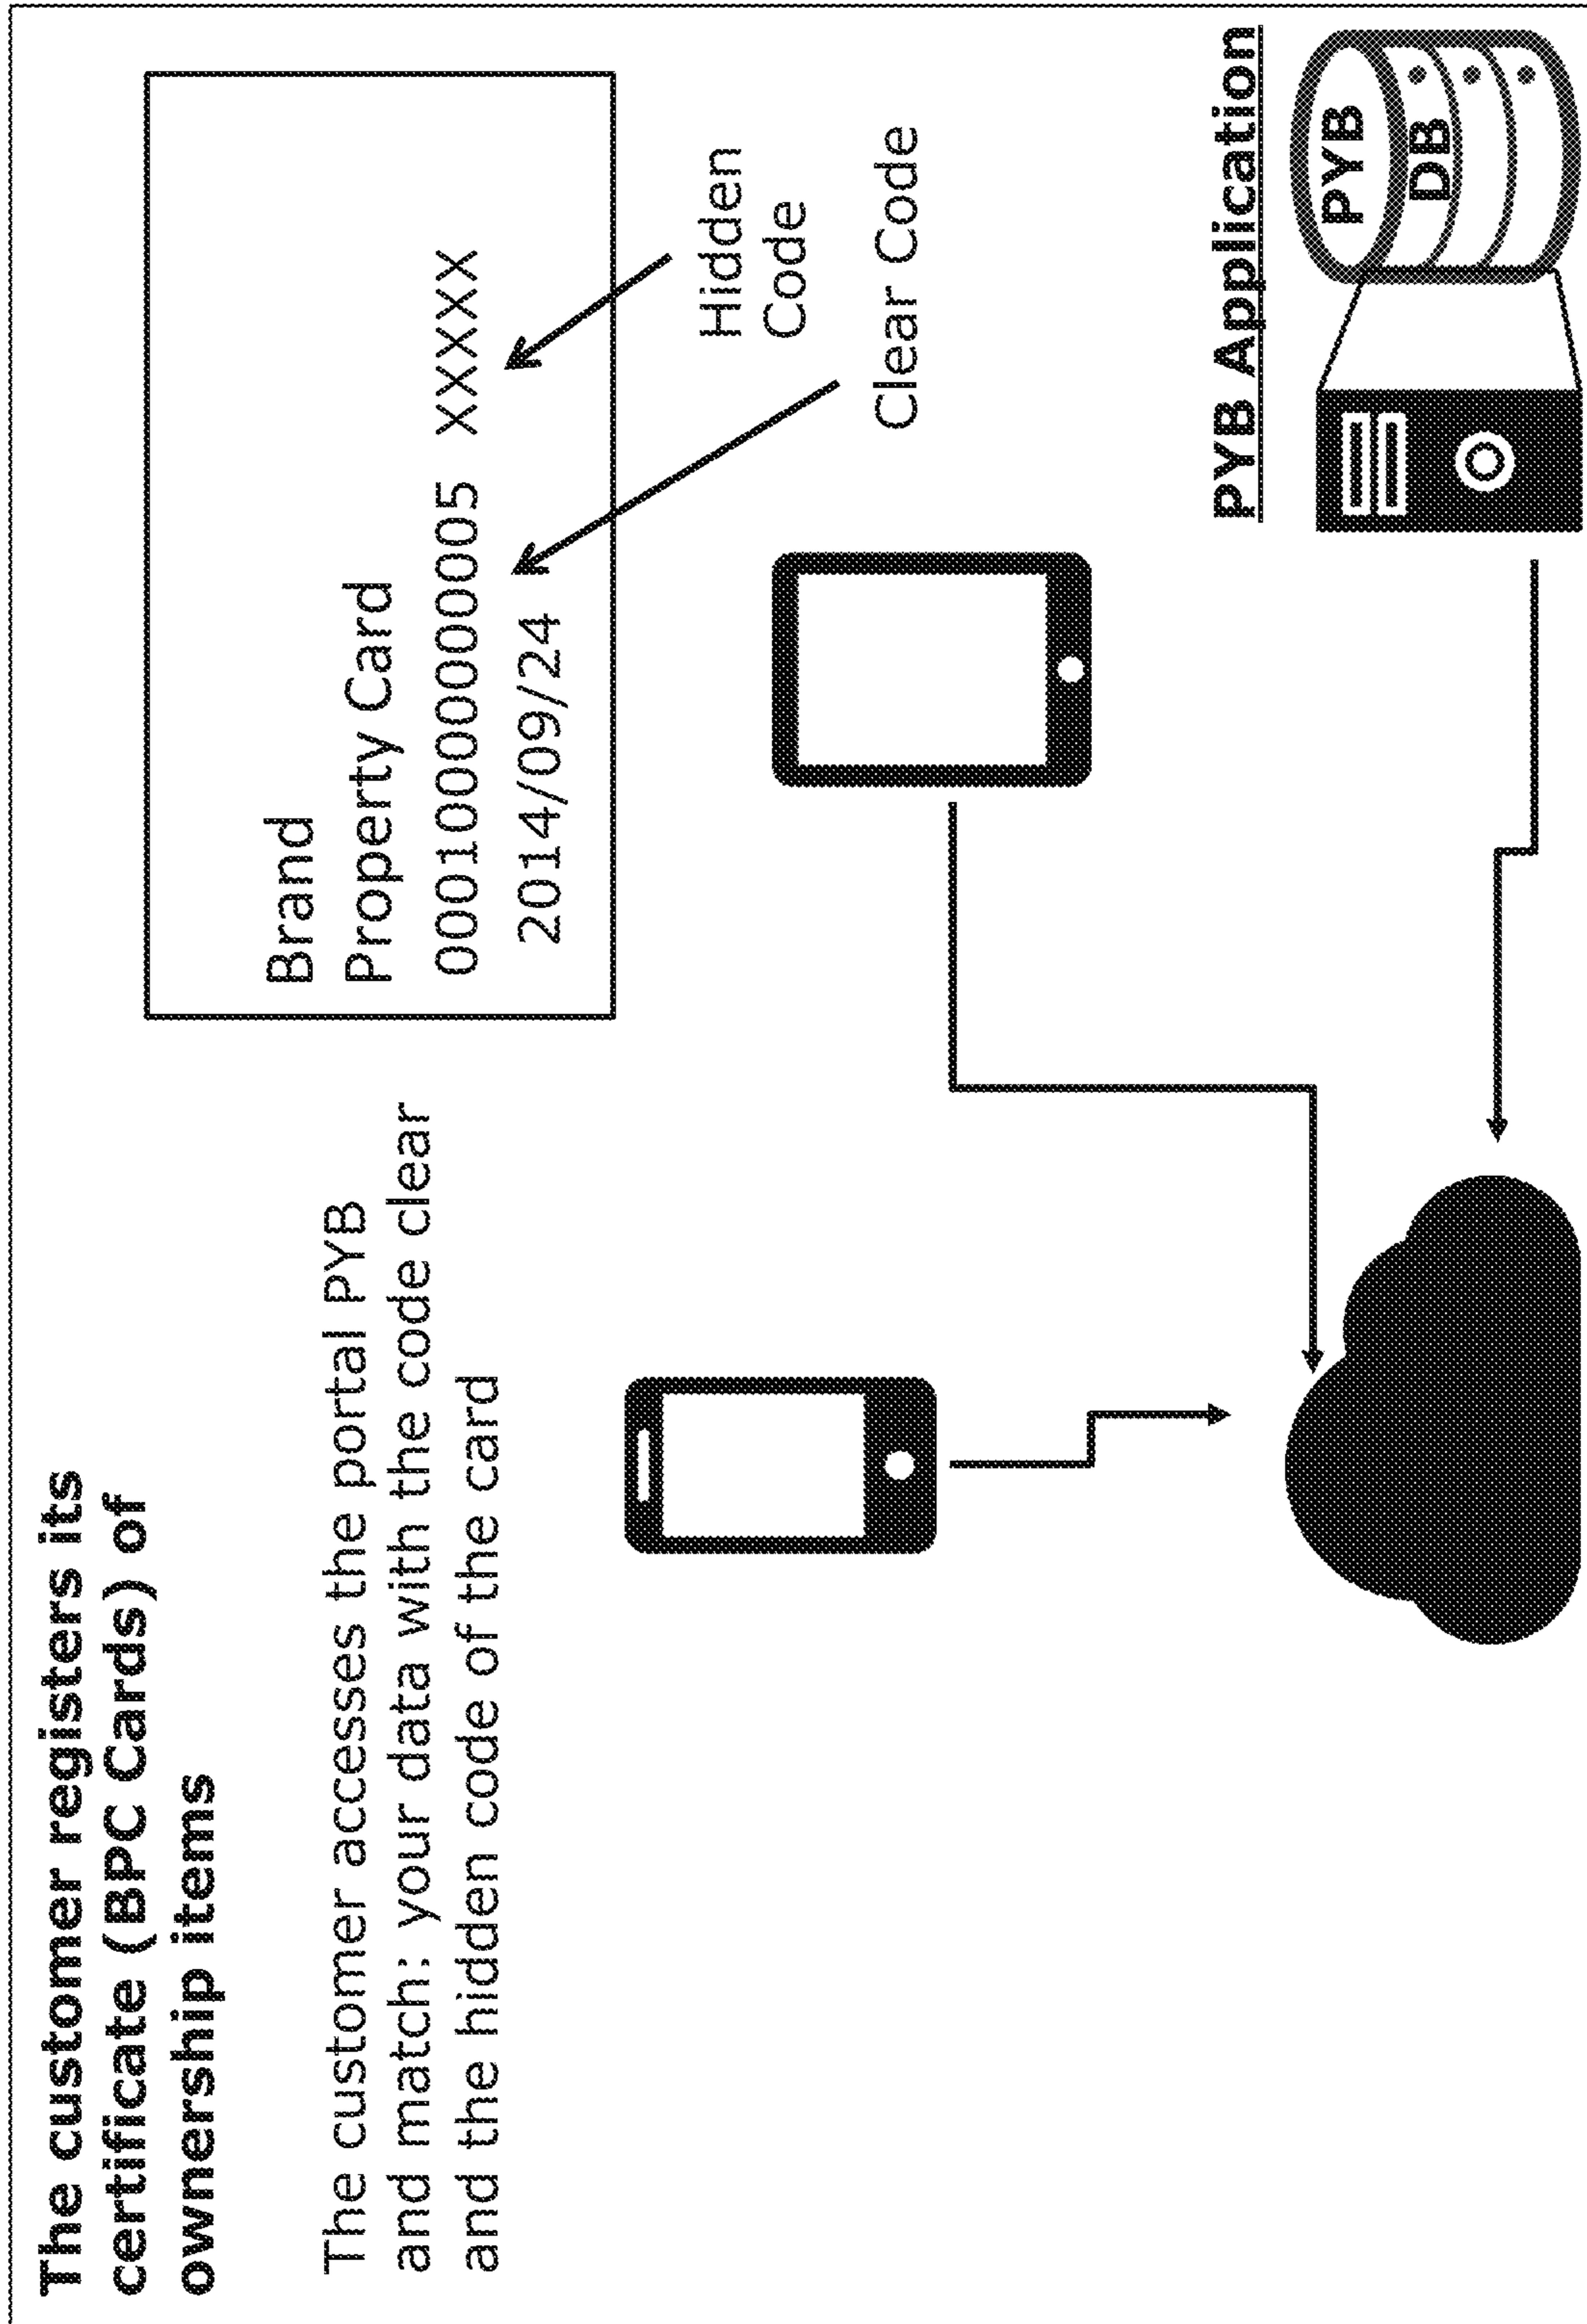 The customer registers its
certificate (BPC Cards) of
ownership items
The customer accesses the portal PYB
and match: your data with the code clear
and the hidden code of the card
Brand
Property Card
00010000000005 XXXXX
2014/09/24
Hidden
Code
Clear Code
PYB Application
PYB
DB